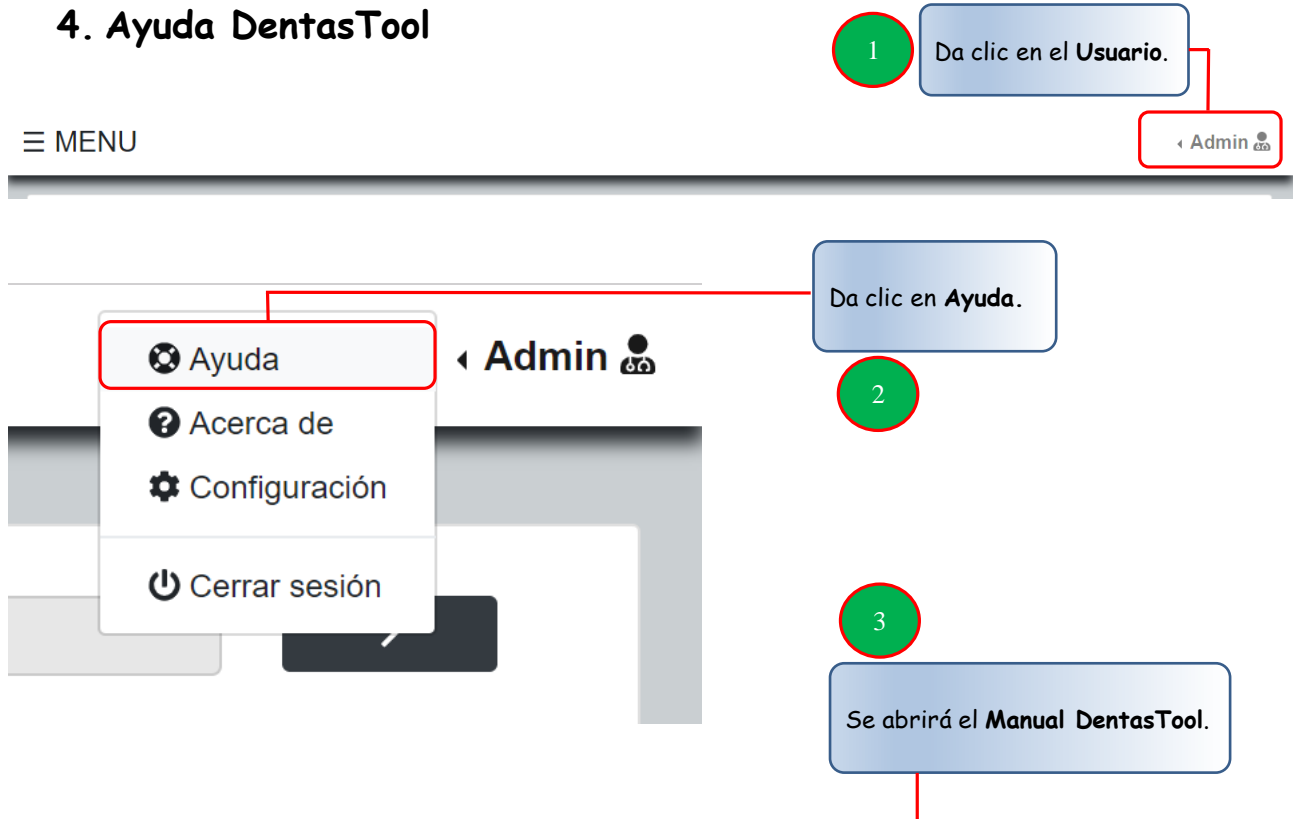 4. Ayuda DentasTool
1
Da clic en el Usuario.
☰ MENU
Admin
Da clic en Ayuda.
2
Ayuda
Admin
Acerca de
Configuración
Cerrar sesión
3
Se abrirá el Manual DentasTool.